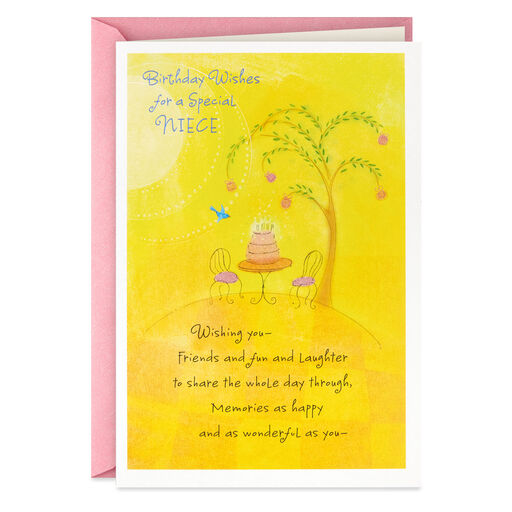 Birthday Wishes
for a Special
NIECE
Wishing you–
Friends and fun and Laughter
to share the whole day through,
Memories as happy
and as wonderful as you–